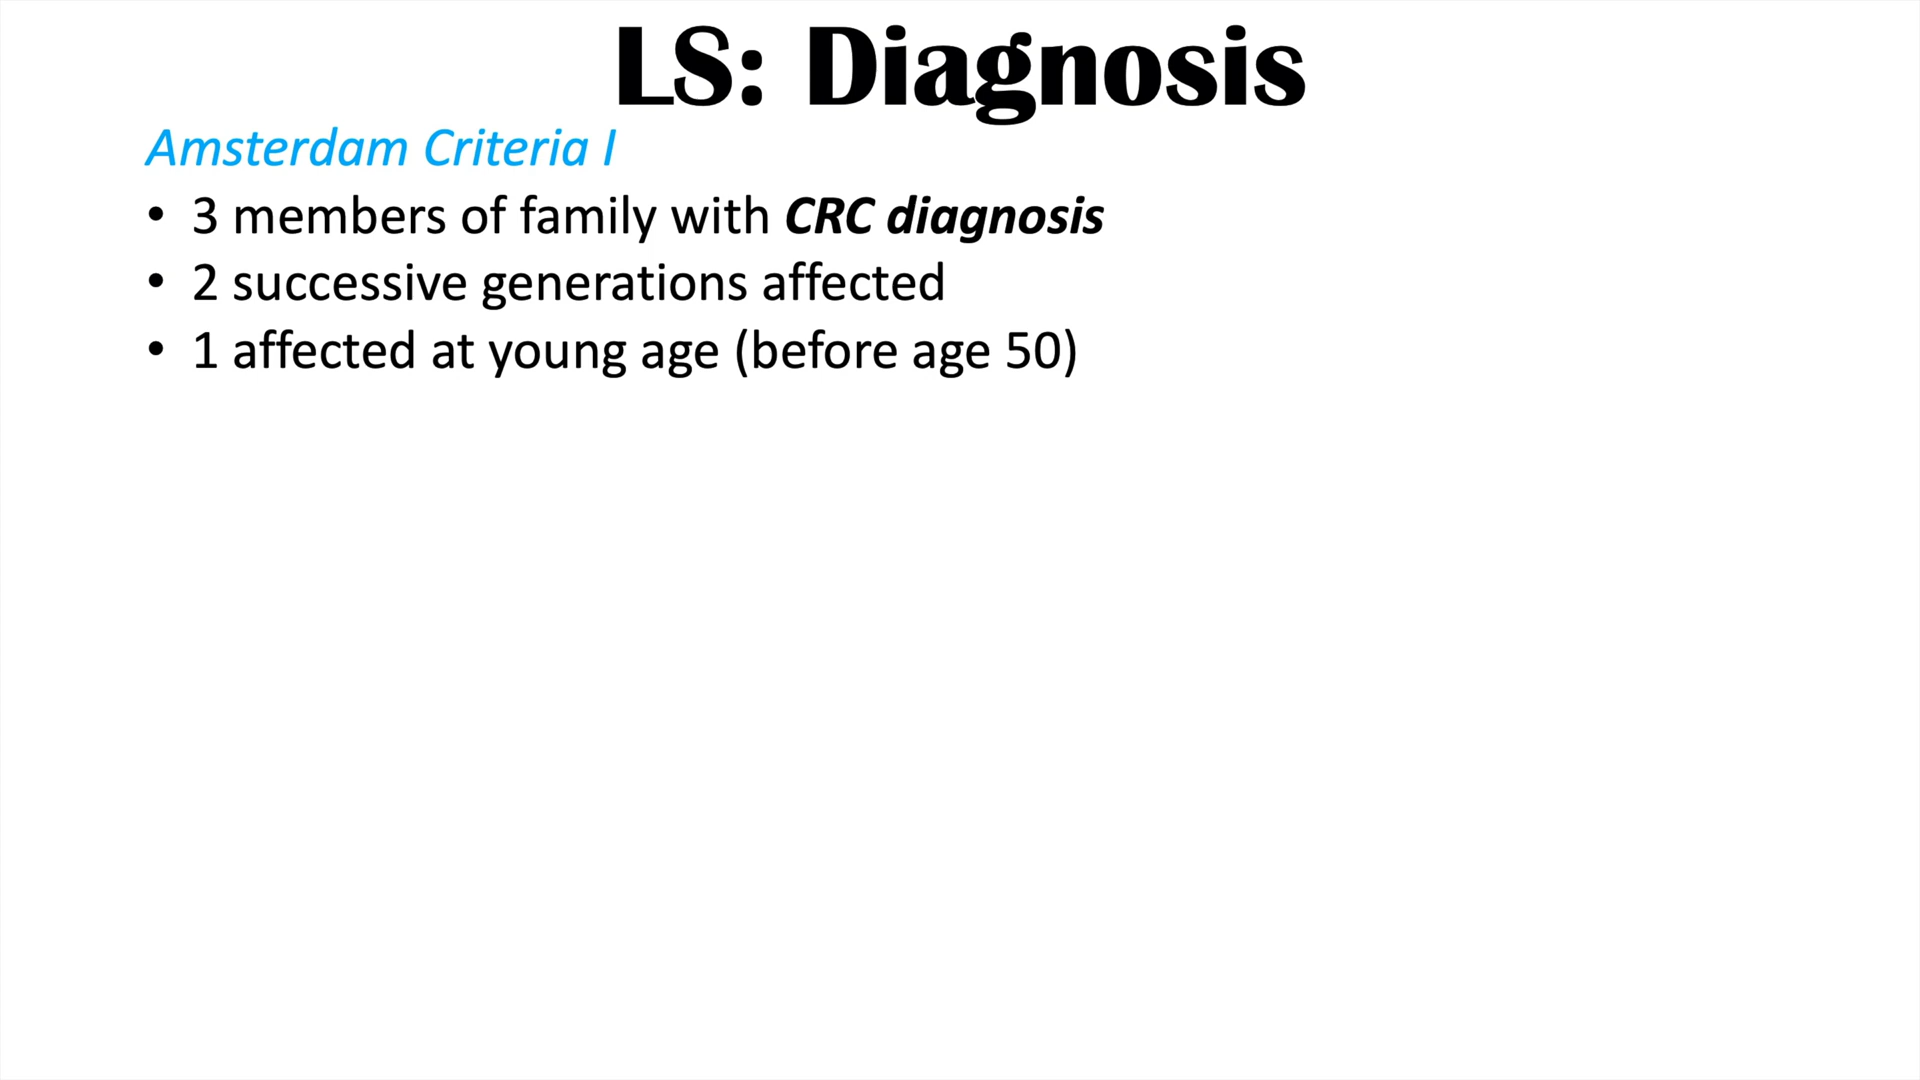 LS: Diagnosis
Amsterdam Criteria I
• 3 members of family with CRC diagnosis
• 2 successive generations affected
• 1 affected at young age (before age 50)